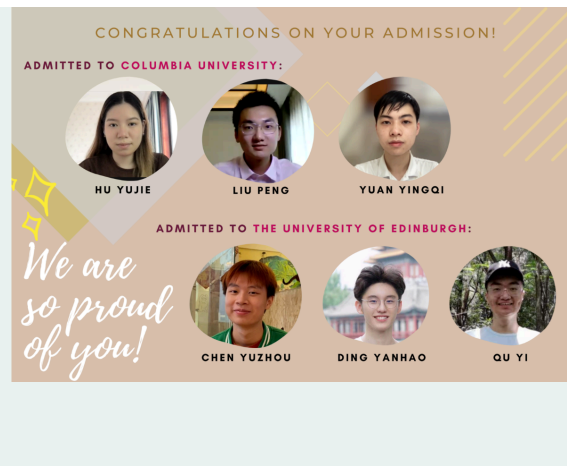 CONGRATULATIONS ON YOUR ADMISSION!
ADMITTED TO COLUMBIA UNIVERSITY:
HU YUJIE
LIU PENG
YUAN YINGQI
ADMITTED TO THE UNIVERSITY OF EDINBURGH:
We are
so proud
of you!
CHEN YUZHOU
DING YANHAO
QU YI